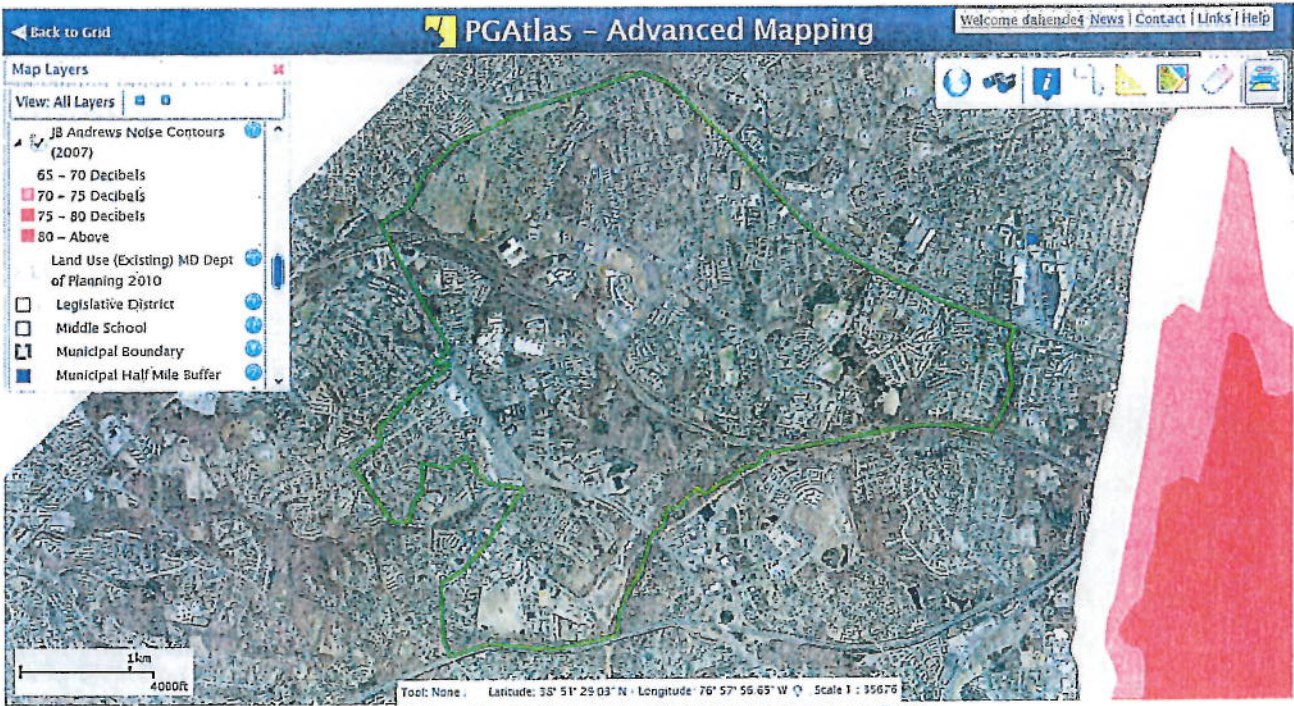 Back to Grid
PGAtlas - Advanced Mapping
Welcome dahende4 News | Contact | Links | Help
Map Layers
View: All Layers
JB Andrews Noise Contours
(2007)
65 - 70 Decibels
70 - 75 Decibels
75 - 80 Decibels
80 - Above
Land Use (Existing) MD Dept
of Planning 2010
Legislative District
Middle School
Municipal Boundary
Municipal Half Mile Buffer
1km
4000ft
Tool: None . Latitude: 38° 51' 29.03" N - Longitude: 76° 57' 56.65" W Scale 1 : 35676